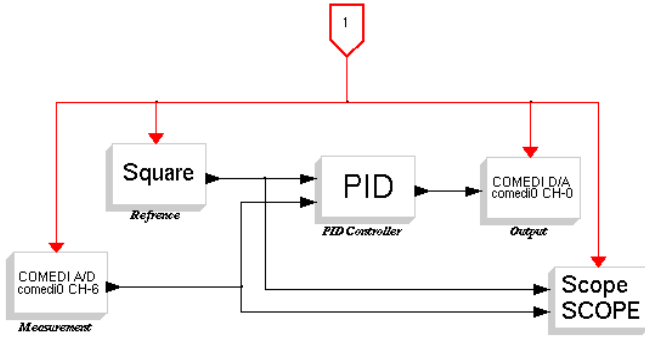 1
Square
Refrence
PID
PID Controller
COMEDI D/A
comedi0 CH-0
Output
COMEDI A/D
comedi0 CH-6
Measurement
Scope
SCOPE